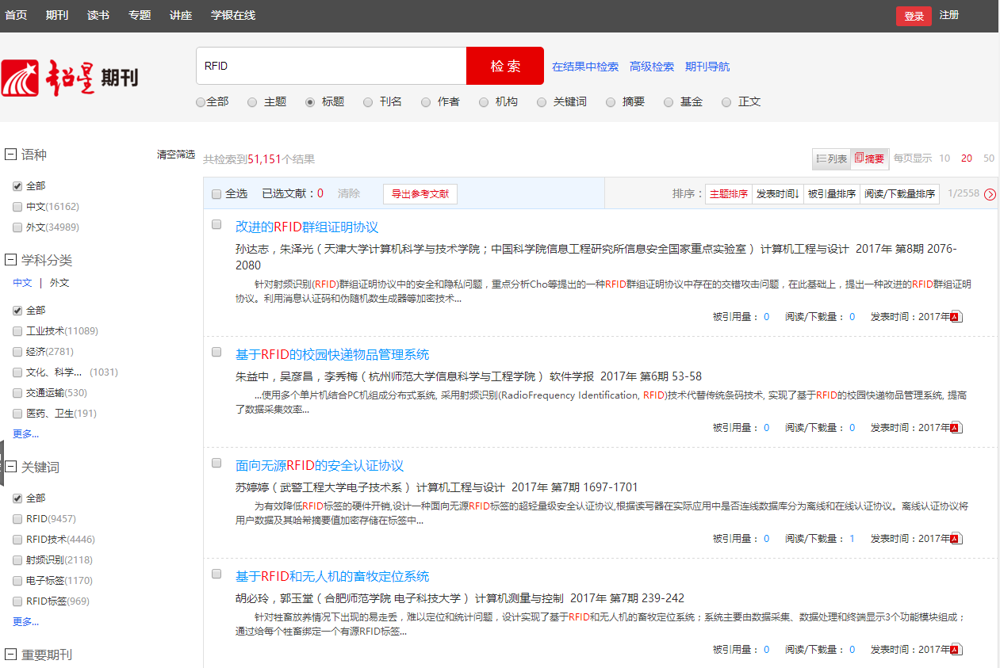 首页 期刊 读书 专题 讲座 学银在线 登录 注册
超星 期刊
RFID 检 索 在结果中检索 高级检索 期刊导航
全部 主题 标题 刊名 作者 机构 关键词 摘要 基金 正文
语种 清空筛选
全部
中文(16162)
外文(34989)
学科分类
中文 | 外文
全部
工业技术(11089)
经济(2781)
文化、科学... (1031)
交通运输(530)
医药、卫生(191)
更多...
关键词
全部
RFID(9457)
RFID技术(4446)
射频识别(2118)
电子标签(1170)
RFID标签(969)
更多...
重要期刊
共检索到51,151个结果 列表 摘要 每页显示 10 20 50
全选 已选文献：0 清除 导出参考文献 排序： 主题排序 发表时间↓ 被引量排序 阅读/下载量排序 1/2558
改进的RFID群组证明协议
孙达志，朱泽光（天津大学计算机科学与技术学院；中国科学院信息工程研究所信息安全国家重点实验室） 计算机工程与设计 2017年 第8期 2076-
2080
针对射频识别(RFID)群组证明协议中的安全和隐私问题，重点分析Cho等提出的一种RFID群组证明协议中存在的交错攻击问题，在此基础上，提出一种改进的RFID群组证明
协议。利用消息认证码和伪随机数生成器等加密技术...
被引用量： 0 阅读/下载量： 0 发表时间：2017年
基于RFID的校园快递物品管理系统
朱益中，吴彦昌，李秀梅（杭州师范大学信息科学与工程学院） 软件学报 2017年 第6期 53-58
...使用多个单片机结合PC机组成分布式系统, 采用射频识别(RadioFrequency Identification, RFID)技术代替传统条码技术, 实现了基于RFID的校园快递物品管理系统, 提高
了数据采集效率...
被引用量： 0 阅读/下载量： 0 发表时间：2017年
面向无源RFID的安全认证协议
苏婷婷（武警工程大学电子技术系） 计算机工程与设计 2017年 第7期 1697-1701
为有效降低RFID标签的硬件开销,设计一种面向无源RFID标签的超轻量级安全认证协议,根据读写器在实际应用中是否连线数据库分为离线和在线认证协议。离线认证协议将
用户数据及其哈希摘要值加密存储在标签中...
被引用量： 0 阅读/下载量： 1 发表时间：2017年
基于RFID和无人机的畜牧定位系统
胡必玲，郭玉堂（合肥师范学院 电子科技大学） 计算机测量与控制 2017年 第7期 239-242
针对牲畜放养情况下出现的易走丢，难以定位和统计问题，设计实现了基于RFID和无人机的畜牧定位系统；系统主要由数据采集、数据处理和终端显示3个功能模块组成；
通过给每个牲畜绑定一个有源RFID标签...
被引用量： 0 阅读/下载量： 0 发表时间：2017年